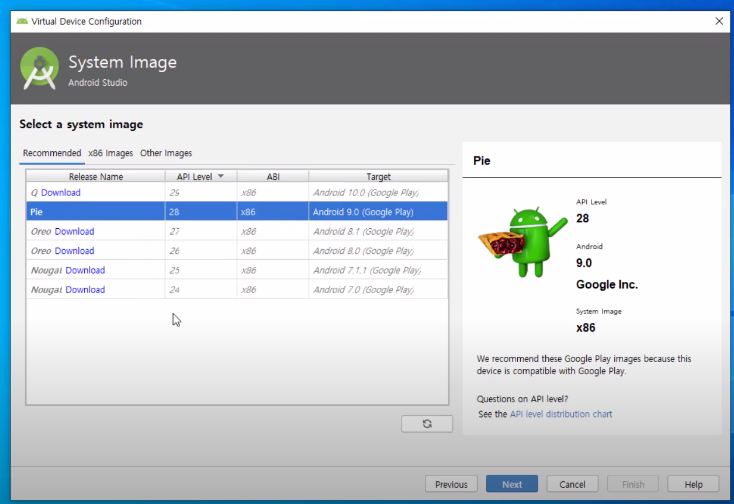 Virtual Device Configuration
System Image
Android Studio
Select a system image
Recommended x86 Images Other Images
Release Name API Level ABI Target
Q Download 29 x86 Android 10.0 (Google Play)
Pie 28 x86 Android 9.0 (Google Play)
Oreo Download 27 x86 Android 8.1 (Google Play)
Oreo Download 26 x86 Android 8.0 (Google Play)
Nougat Download 25 x86 Android 7.1.1 (Google Play)
Nougat Download 24 x86 Android 7.0 (Google Play)
Pie
API Level
28
Android
9.0
Google Inc.
System Image
x86
We recommend these Google Play images because this
device is compatible with Google Play.
Questions on API level?
See the API level distribution chart
Previous Next Cancel Finish Help